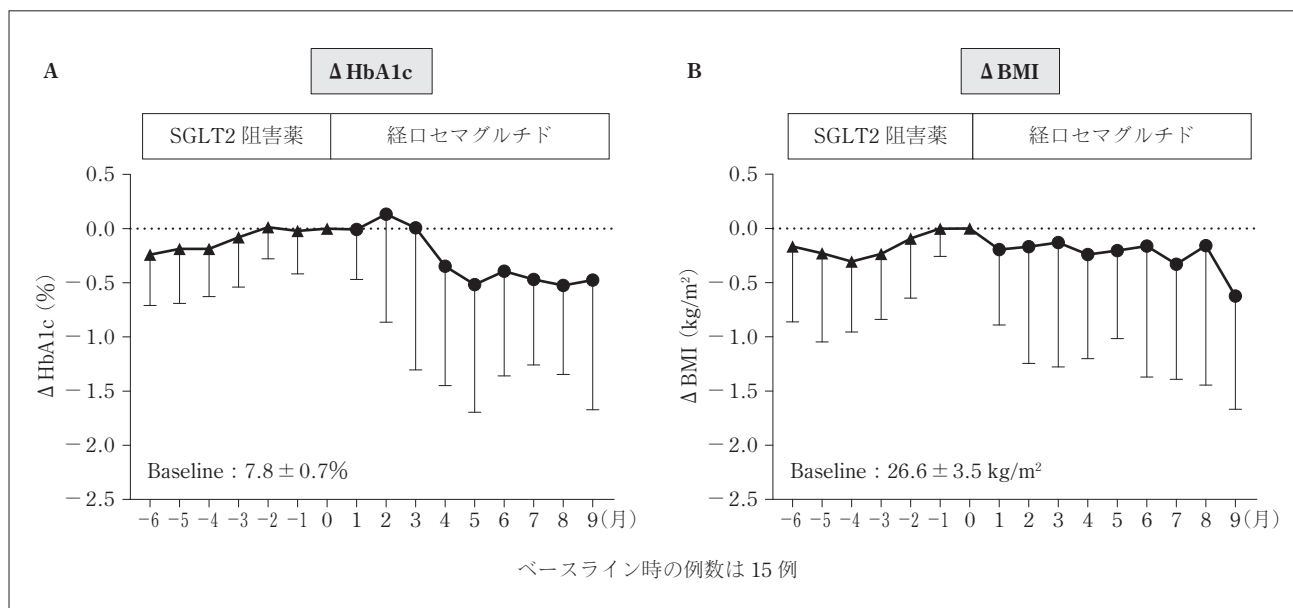 A
Δ HbA1c
SGLT2 阻害薬
経口セマグルチド
0.5
0.0
−0.5
−1.0
−1.5
−2.0
−2.5
Δ HbA1c (%)
Baseline : 7.8 ± 0.7%
−6 −5 −4 −3 −2 −1 0 1 2 3 4 5 6 7 8 9(月)
B
Δ BMI
SGLT2 阻害薬
経口セマグルチド
0.5
0.0
−0.5
−1.0
−1.5
−2.0
−2.5
Δ BMI (kg/m²)
Baseline : 26.6 ± 3.5 kg/m²
−6 −5 −4 −3 −2 −1 0 1 2 3 4 5 6 7 8 9(月)
ベースライン時の例数は 15 例